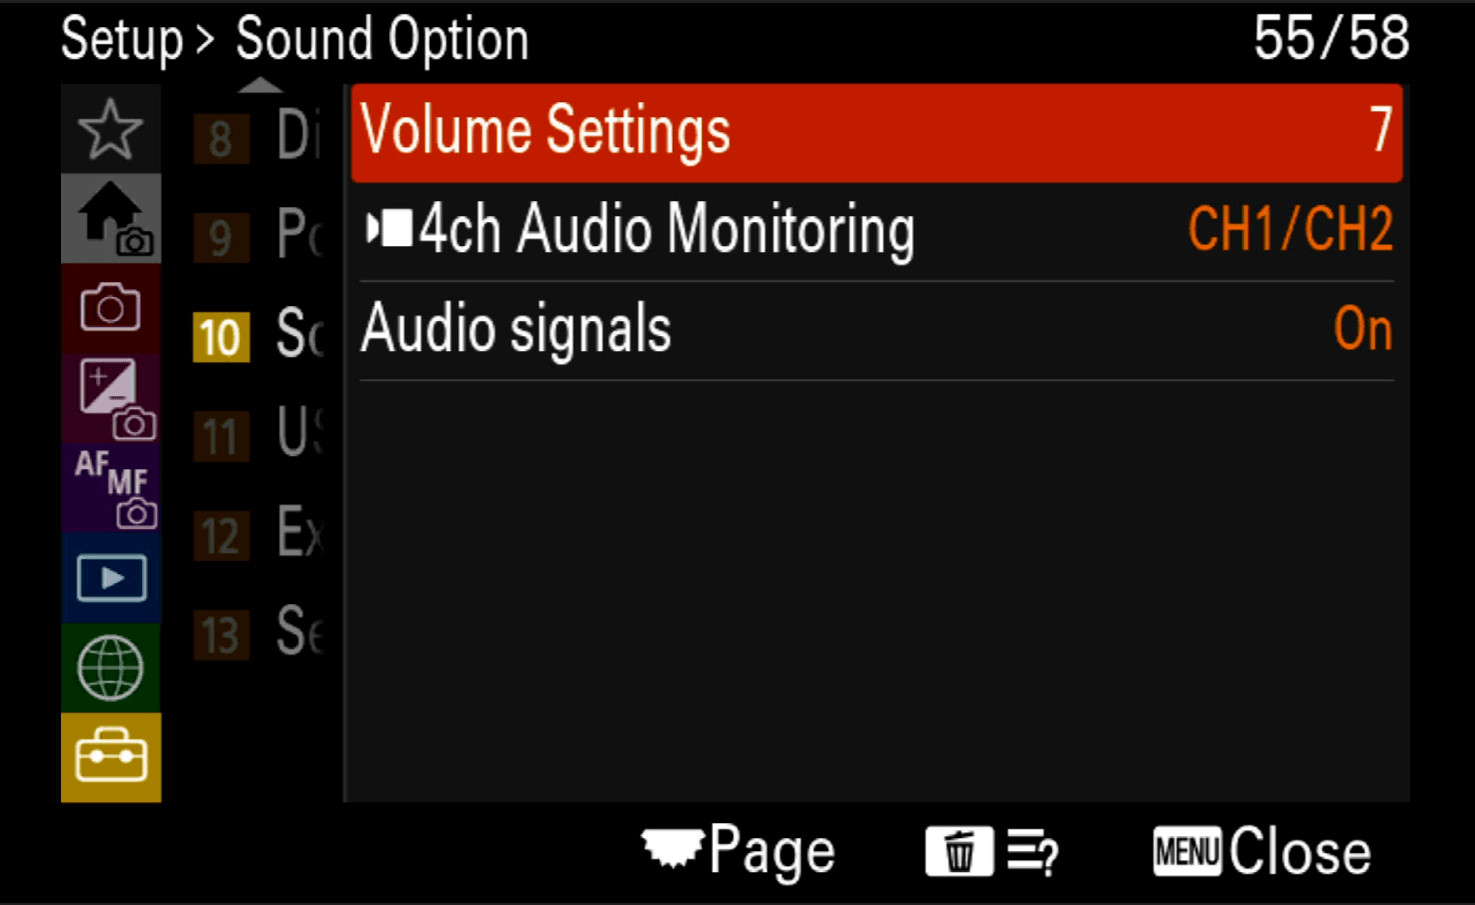 Setup > Sound Option 55/58
8 Di
9 Po
10 So
11 US
12 Ex
13 Se
Volume Settings 7
4ch Audio Monitoring CH1/CH2
Audio signals On
AF MF
Page ? MENU Close